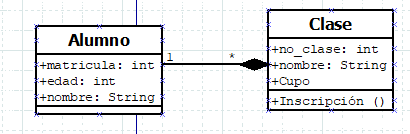 Alumno
+matricula: int
+edad: int
+nombre: String
1
*
Clase
+no_clase: int
+nombre: String
+Cupo
+Inscripción ()